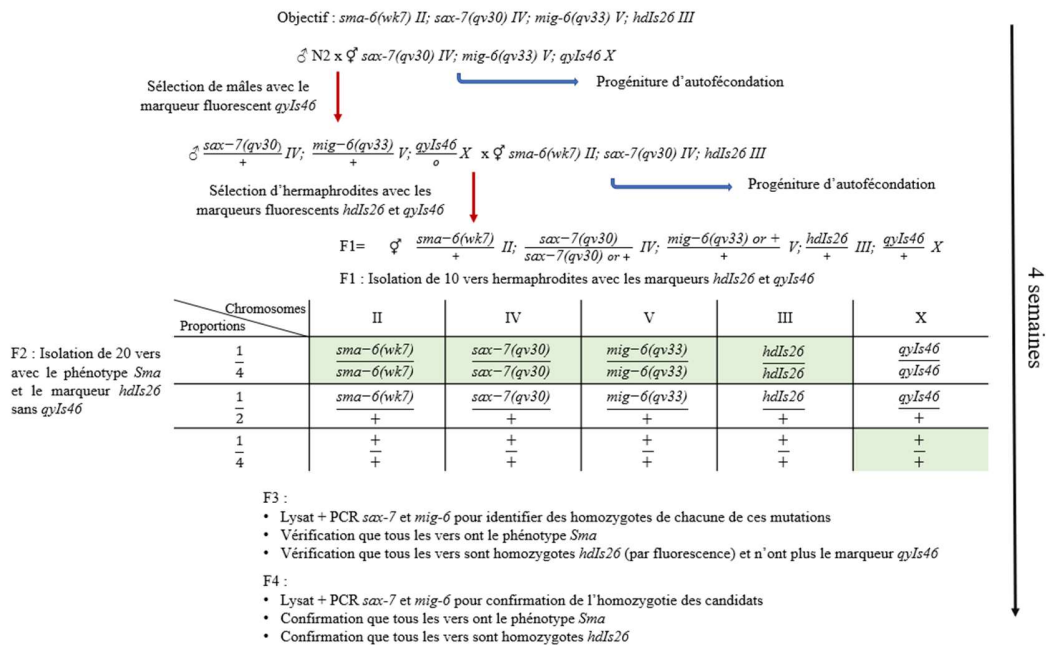 Objectif : sma-6(wk7) II; sax-7(qv30) IV; mig-6(qv33) V; hdIs26 III
♂ N2 x ⚥ sax-7(qv30) IV; mig-6(qv33) V; qyIs46 X
Sélection de mâles avec le
marqueur fluorescent qyIs46
Progéniture d'autofécondation
♂ sax−7(qv30)/+ IV; mig−6(qv33)/+ V; qyIs46/o X x ⚥ sma-6(wk7) II; sax-7(qv30) IV; hdIs26 III
Sélection d'hermaphrodites avec les
marqueurs fluorescents hdIs26 et qyIs46
Progéniture d'autofécondation
F1= ⚥ sma−6(wk7)/+ II; sax−7(qv30)/sax−7(qv30) or + IV; mig−6(qv33) or +/+ V; hdIs26/+ III; qyIs46/+ X
F1 : Isolation de 10 vers hermaphrodites avec les marqueurs hdIs26 et qyIs46
4 semaines
F2 : Isolation de 20 vers
avec le phénotype Sma
et le marqueur hdIs26
sans qyIs46
Chromosomes
Proportions
II IV V III X
1/4 sma−6(wk7)/sma−6(wk7) sax−7(qv30)/sax−7(qv30) mig−6(qv33)/mig−6(qv33) hdIs26/hdIs26 qyIs46/qyIs46
1/2 sma−6(wk7)/+ sax−7(qv30)/+ mig−6(qv33)/+ hdIs26/+ qyIs46/+
1/4 +/+ +/+ +/+ +/+ +/+
F3 :
• Lysat + PCR sax-7 et mig-6 pour identifier des homozygotes de chacune de ces mutations
• Vérification que tous les vers ont le phénotype Sma
• Vérification que tous les vers sont homozygotes hdIs26 (par fluorescence) et n'ont plus le marqueur qyIs46
F4 :
• Lysat + PCR sax-7 et mig-6 pour confirmation de l'homozygotie des candidats
• Confirmation que tous les vers ont le phénotype Sma
• Confirmation que tous les vers sont homozygotes hdIs26